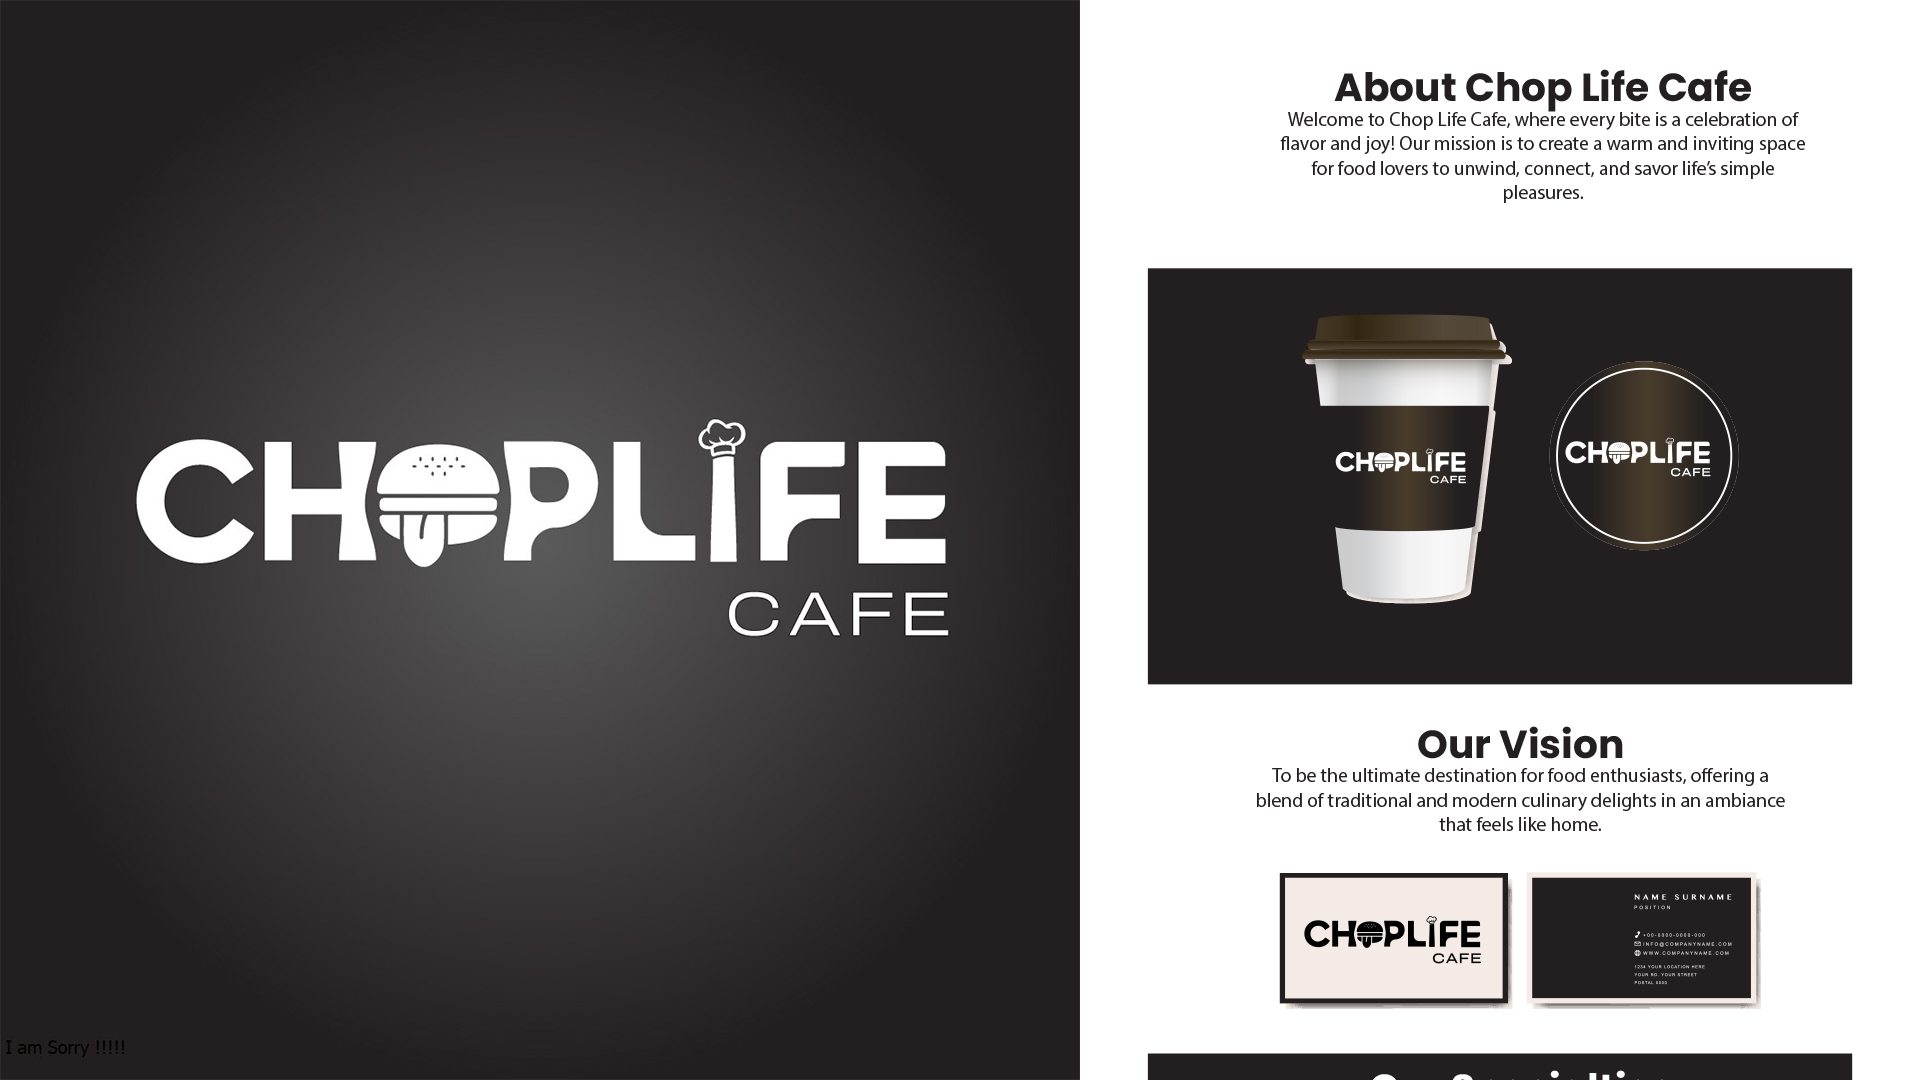 CHOPLIFE
CAFE
I am Sorry !!!!!
About Chop Life Cafe
Welcome to Chop Life Cafe, where every bite is a celebration of
flavor and joy! Our mission is to create a warm and inviting space
for food lovers to unwind, connect, and savor life’s simple
pleasures.
CHOPLIFE
CAFE
CHOPLIFE
CAFE
Our Vision
To be the ultimate destination for food enthusiasts, offering a
blend of traditional and modern culinary delights in an ambiance
that feels like home.
CHOPLIFE
CAFE
NAME SURNAME
POSITION
+00-0000-0000-000
INFO@COMPANYNAME.COM
WWW.COMPANYNAME.COM
1234 YOUR LOCATION HERE
YOUR RD. YOUR STREET
POSTAL 0000